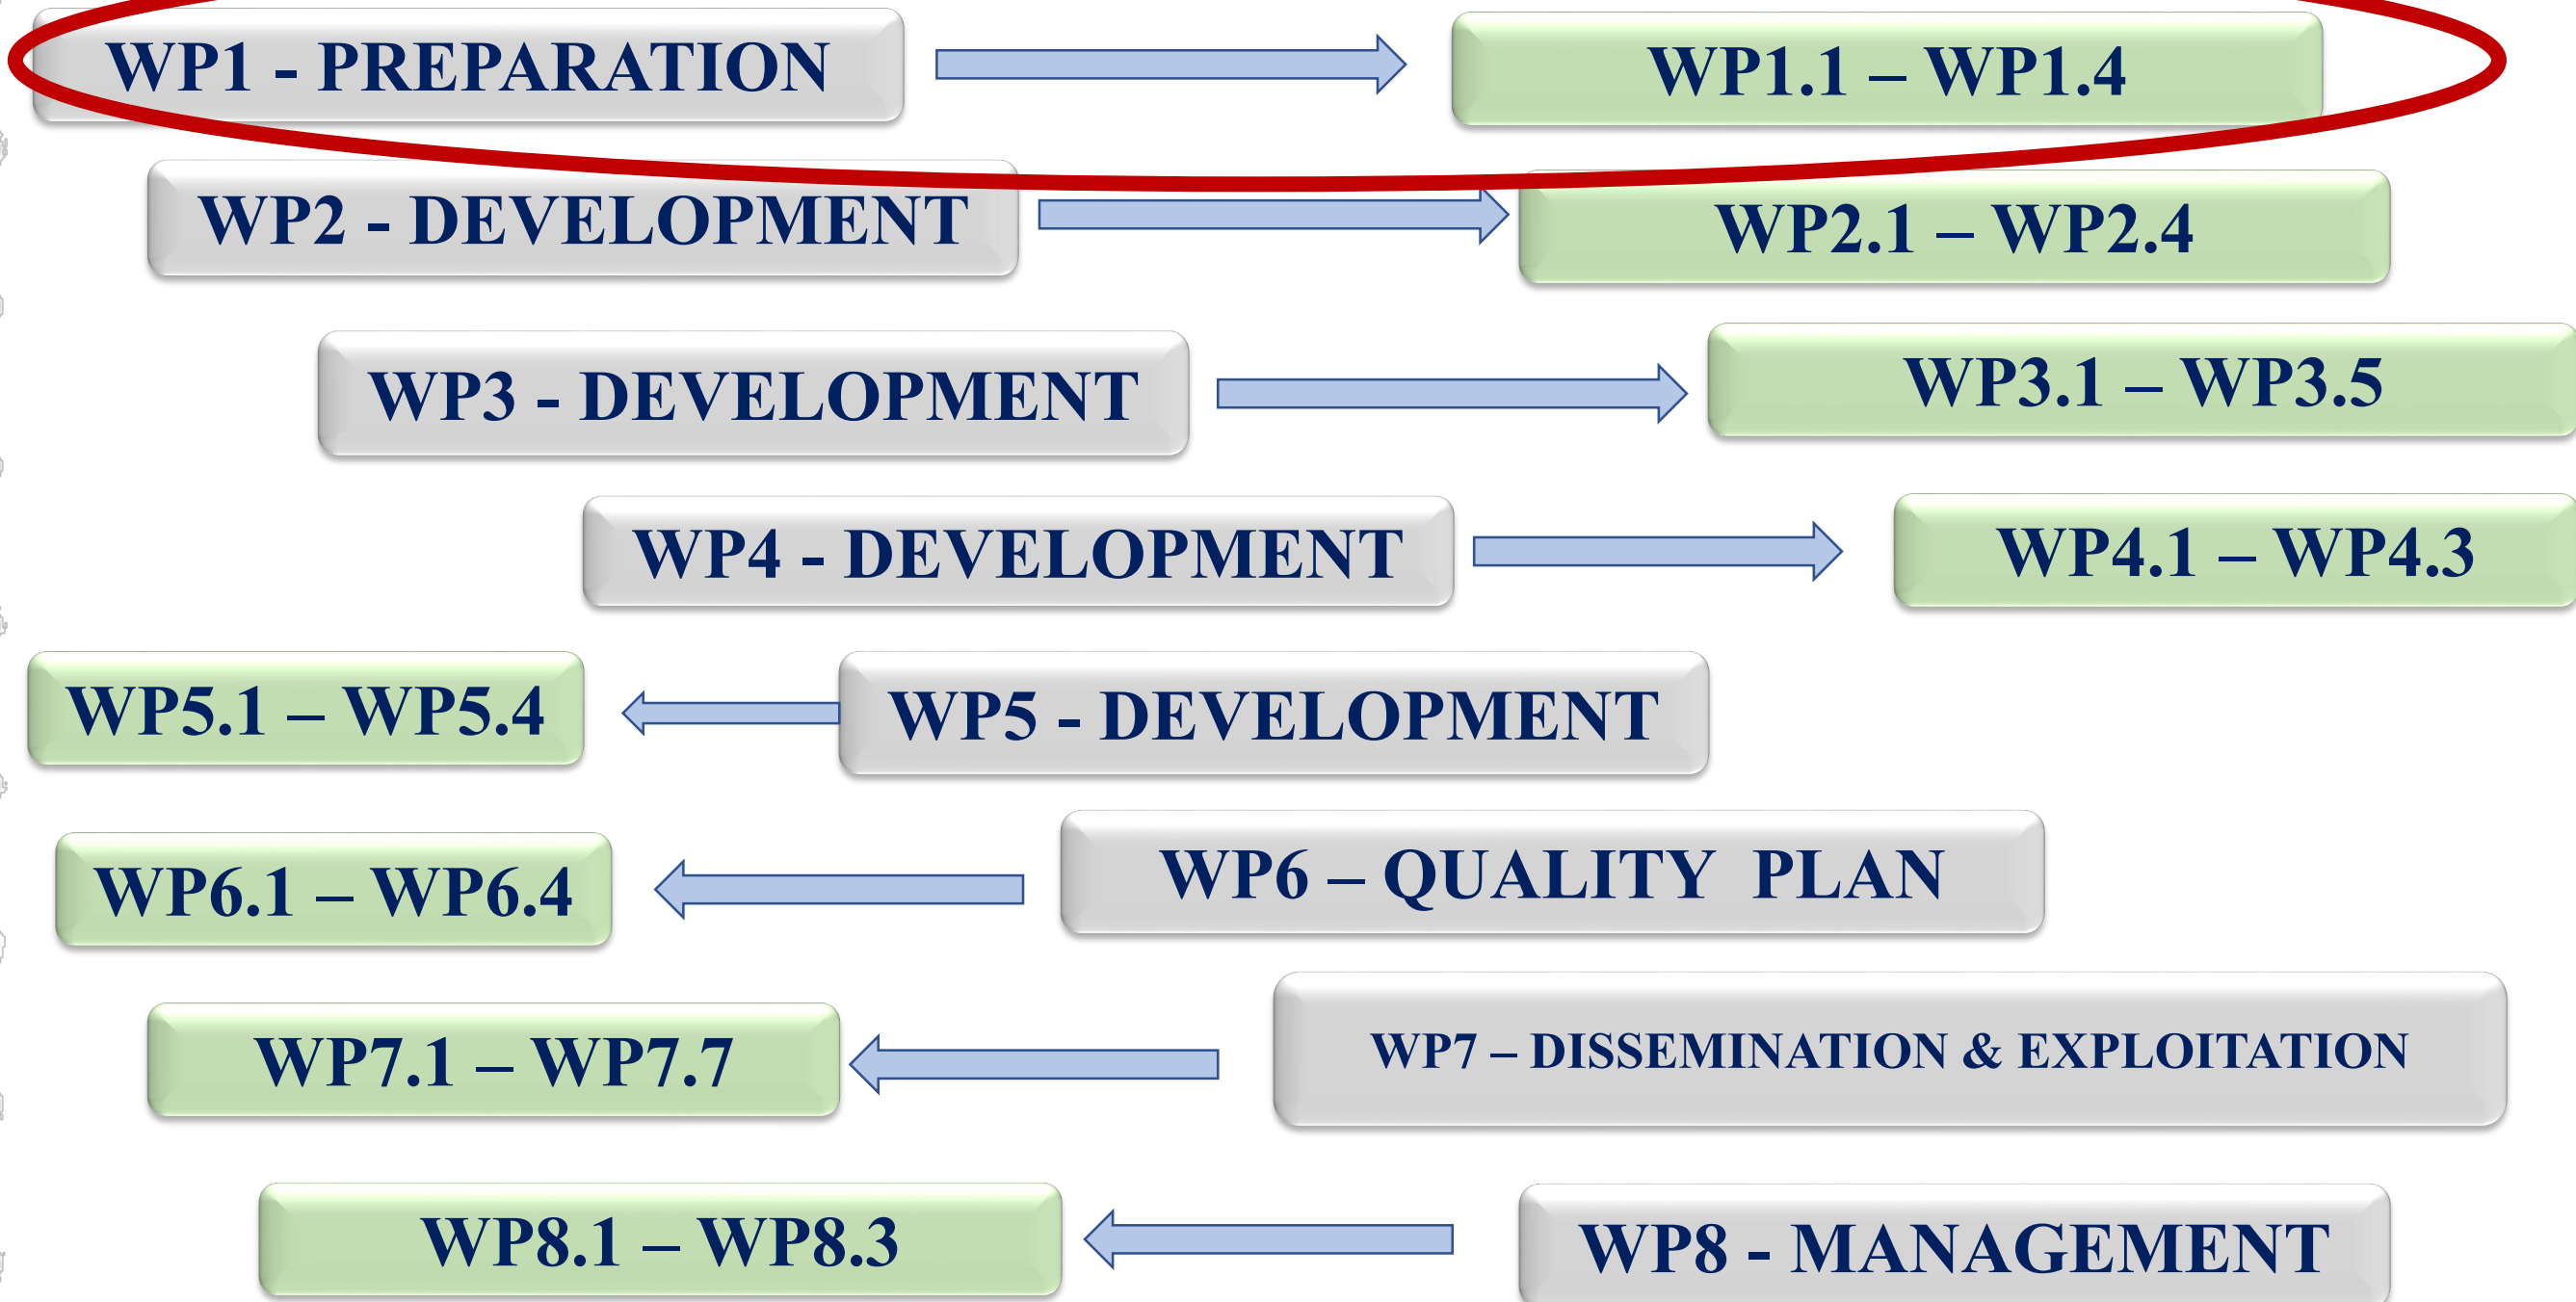 WP1 - PREPARATION
WP1.1 – WP1.4
WP2 - DEVELOPMENT
WP2.1 – WP2.4
WP3 - DEVELOPMENT
WP3.1 – WP3.5
WP4 - DEVELOPMENT
WP4.1 – WP4.3
WP5.1 – WP5.4
WP5 - DEVELOPMENT
WP6.1 – WP6.4
WP6 – QUALITY PLAN
WP7.1 – WP7.7
WP7 – DISSEMINATION & EXPLOITATION
WP8.1 – WP8.3
WP8 - MANAGEMENT